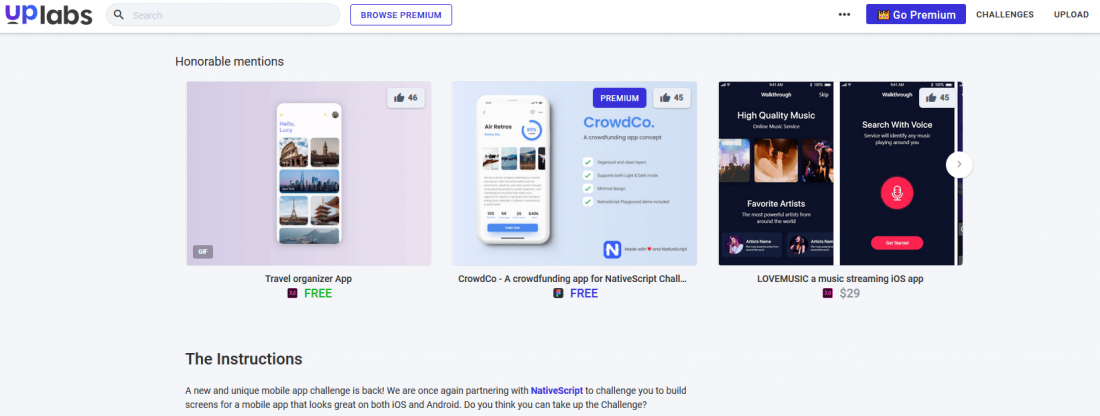 uplabs
Search
BROWSE PREMIUM
•••
Go Premium
CHALLENGES
UPLOAD
Honorable mentions
46
Hello,
Lucy
GIF
Travel organizer App
FREE
PREMIUM
45
Air Retros
CrowdCo.
A crowdfunding app concept
Organized and clean layers
Supports both Light & Dark mode
Minimal design
NativeScript Playground demo included
N
Made with ❤ and NativeScript
CrowdCo - A crowdfunding app for NativeScript Chall...
FREE
9:41 AM
Walkthrough
Skip
High Quality Music
Online Music Service
Favorite Artists
The most powerful artists from
around the world
Artists Name
Artists Name
9:41 AM
Walkthrough
45
Search With Voice
Service will identify any music
playing around you
Get Started
LOVEMUSIC a music streaming iOS app
Xd
$29
The Instructions
A new and unique mobile app challenge is back! We are once again partnering with NativeScript to challenge you to build
screens for a mobile app that looks great on both iOS and Android. Do you think you can take up the Challenge?